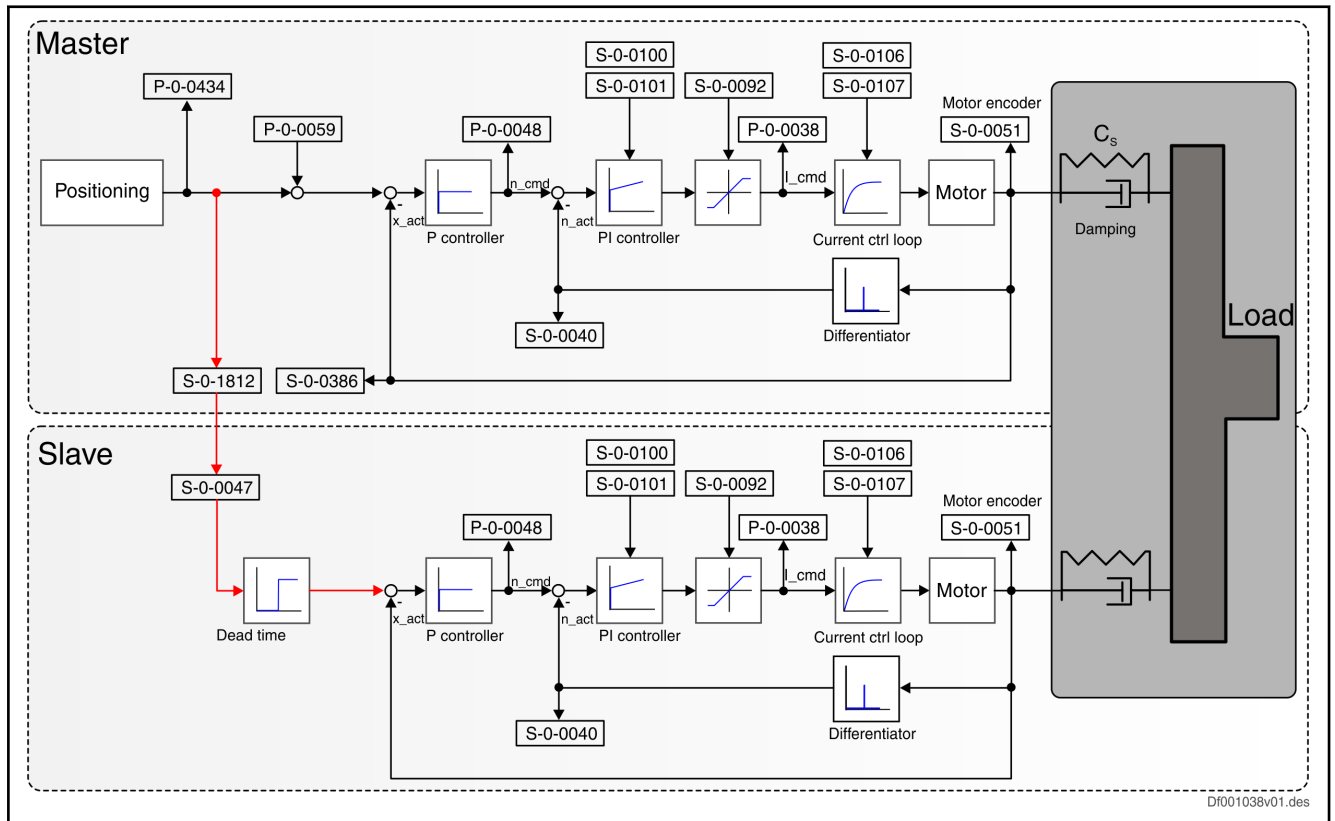 Master
S-0-0100
S-0-0106
P-0-0434
S-0-0101
S-0-0092
S-0-0107
Motor encoder
P-0-0059
P-0-0048
P-0-0038
S-0-0051
Cs
Positioning
n_cmd
I_cmd
Motor
-
-
x_act
n_act
P controller
PI controller
Current ctrl loop
Damping
Load
S-0-0040
Differentiator
S-0-1812
S-0-0386
Slave
S-0-0100
S-0-0106
S-0-0047
S-0-0101
S-0-0092
S-0-0107
Motor encoder
P-0-0048
P-0-0038
S-0-0051
n_cmd
I_cmd
Motor
-
-
x_act
n_act
Dead time
P controller
PI controller
Current ctrl loop
S-0-0040
Differentiator
Df001038v01.des